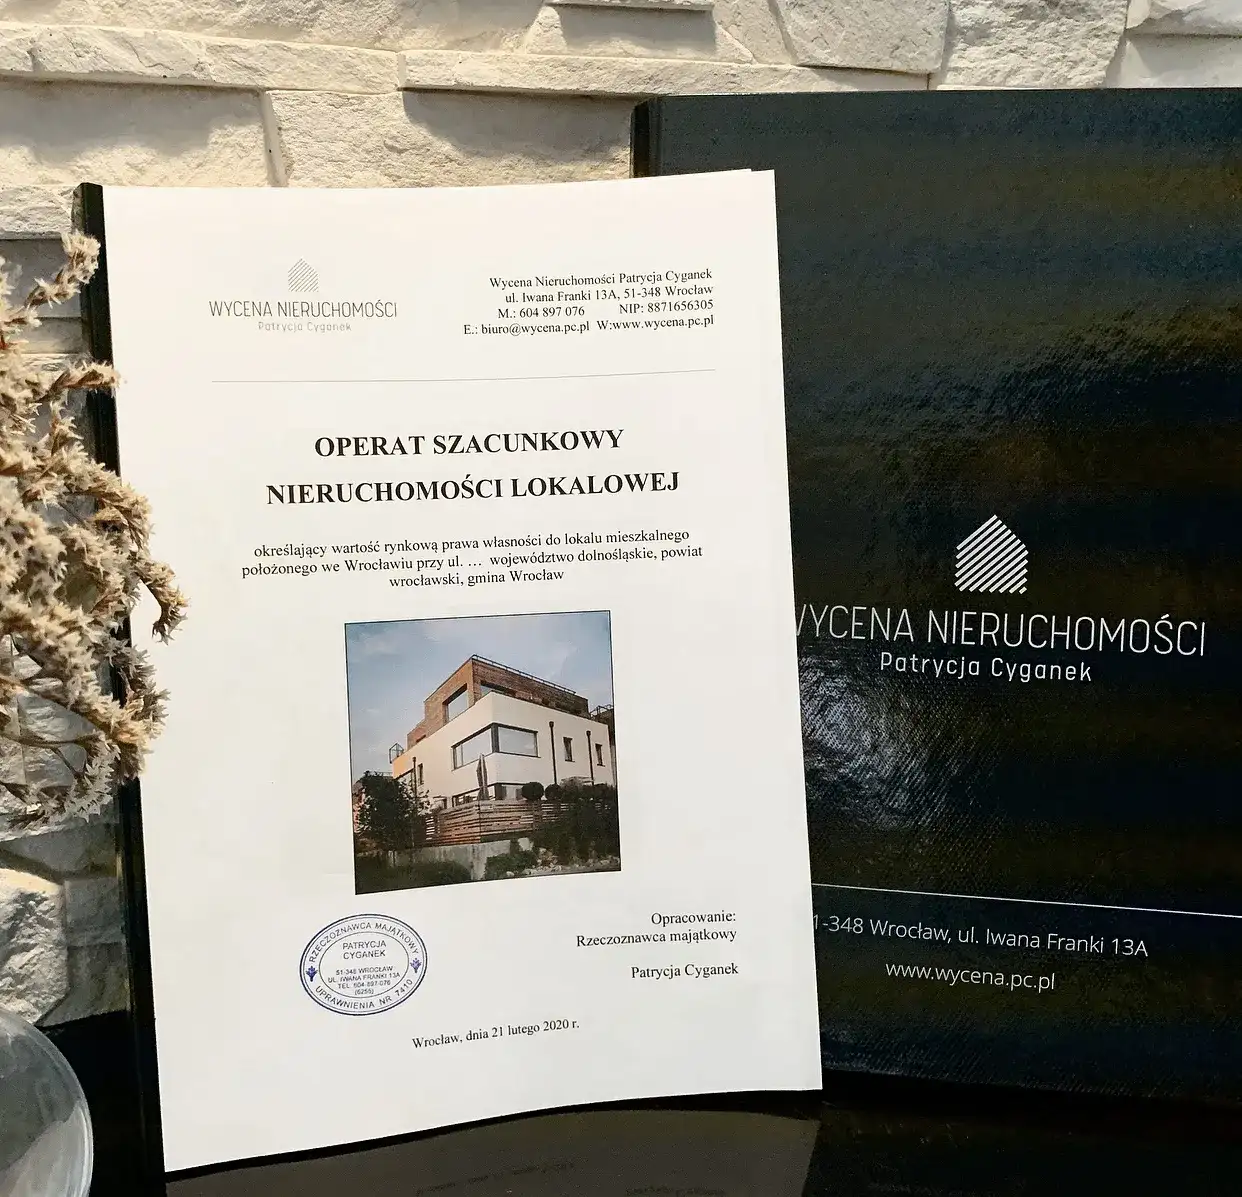 WYCENA NIERUCHOMOŚCI
Patrycja Cyganek
Wycena Nieruchomości Patrycja Cyganek
ul. Iwana Franki 13A, 51-348 Wrocław
M.: 604 897 076 NIP: 8871656305
E.: biuro@wycena.pc.pl W:www.wycena.pc.pl
OPERAT SZACUNKOWY
NIERUCHOMOŚCI LOKALOWEJ
określający wartość rynkową prawa własności do lokalu mieszkalnego
położonego we Wrocławiu przy ul. … województwo dolnośląskie, powiat
wrocławski, gmina Wrocław
RZECZOZNAWCA MAJĄTKOWY
PATRYCJA
CYGANEK
51-348 WROCŁAW
UL. IWANA FRANKI 13A
TEL. 604-897-076
(6255)
UPRAWNIENIA NR 7410
Opracowanie:
Rzeczoznawca majątkowy
Patrycja Cyganek
Wrocław, dnia 21 lutego 2020 r.
WYCENA NIERUCHOMOŚCI
Patrycja Cyganek
1-348 Wrocław, ul. Iwana Franki 13A
www.wycena.pc.pl